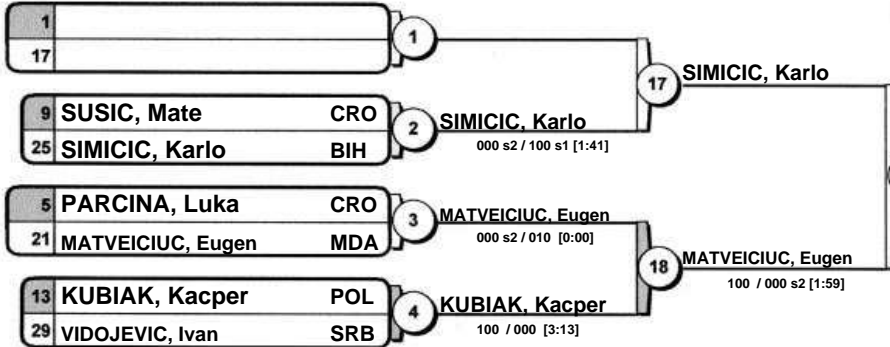 1
17
1
9 SUSIC, Mate CRO
25 SIMICIC, Karlo BIH
2
SIMICIC, Karlo
000 s2 / 100 s1 [1:41]
17
SIMICIC, Karlo
5 PARCINA, Luka CRO
21 MATVEICIUC, Eugen MDA
3
MATVEICIUC, Eugen
000 s2 / 010 [0:00]
13 KUBIAK, Kacper POL
29 VIDOJEVIC, Ivan SRB
4
KUBIAK, Kacper
100 / 000 [3:13]
18
MATVEICIUC, Eugen
100 / 000 s2 [1:59]